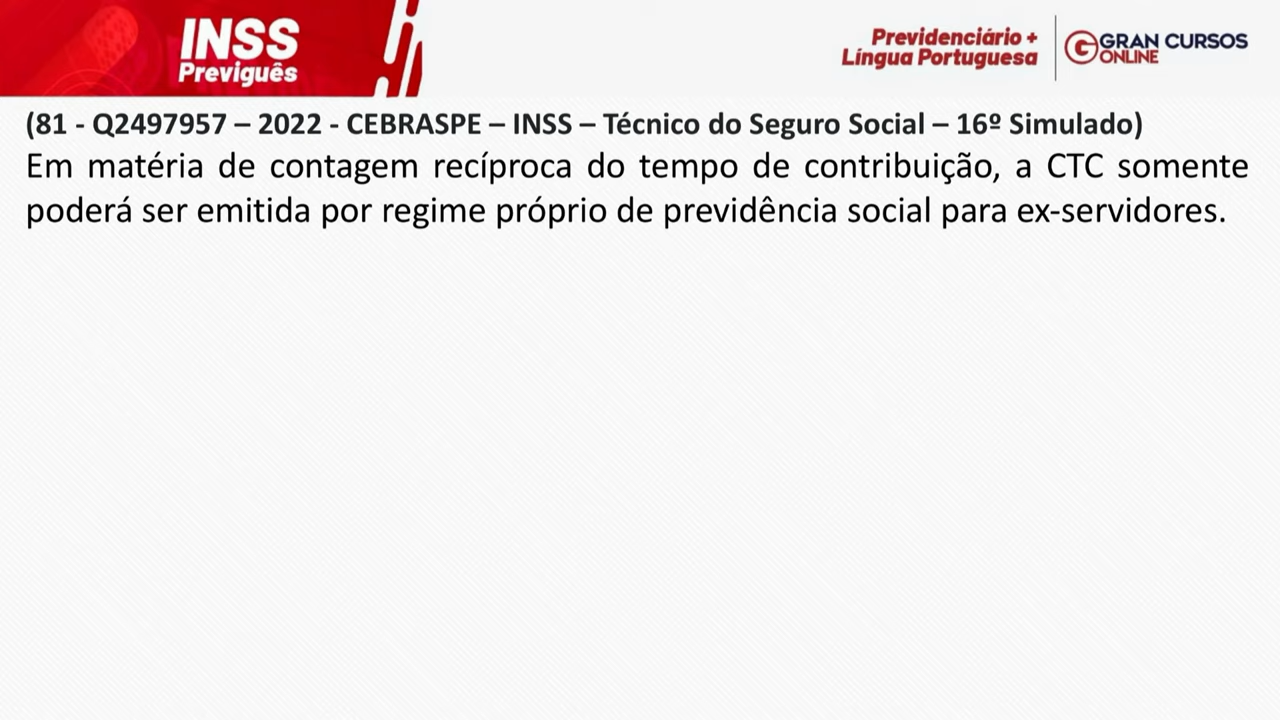 INSS
Previguês
Previdenciário +
Língua Portuguesa
GRAN CURSOS
ONLINE
(81 - Q2497957 – 2022 - CEBRASPE – INSS – Técnico do Seguro Social – 16º Simulado)
Em matéria de contagem recíproca do tempo de contribuição, a CTC somente
poderá ser emitida por regime próprio de previdência social para ex-servidores.